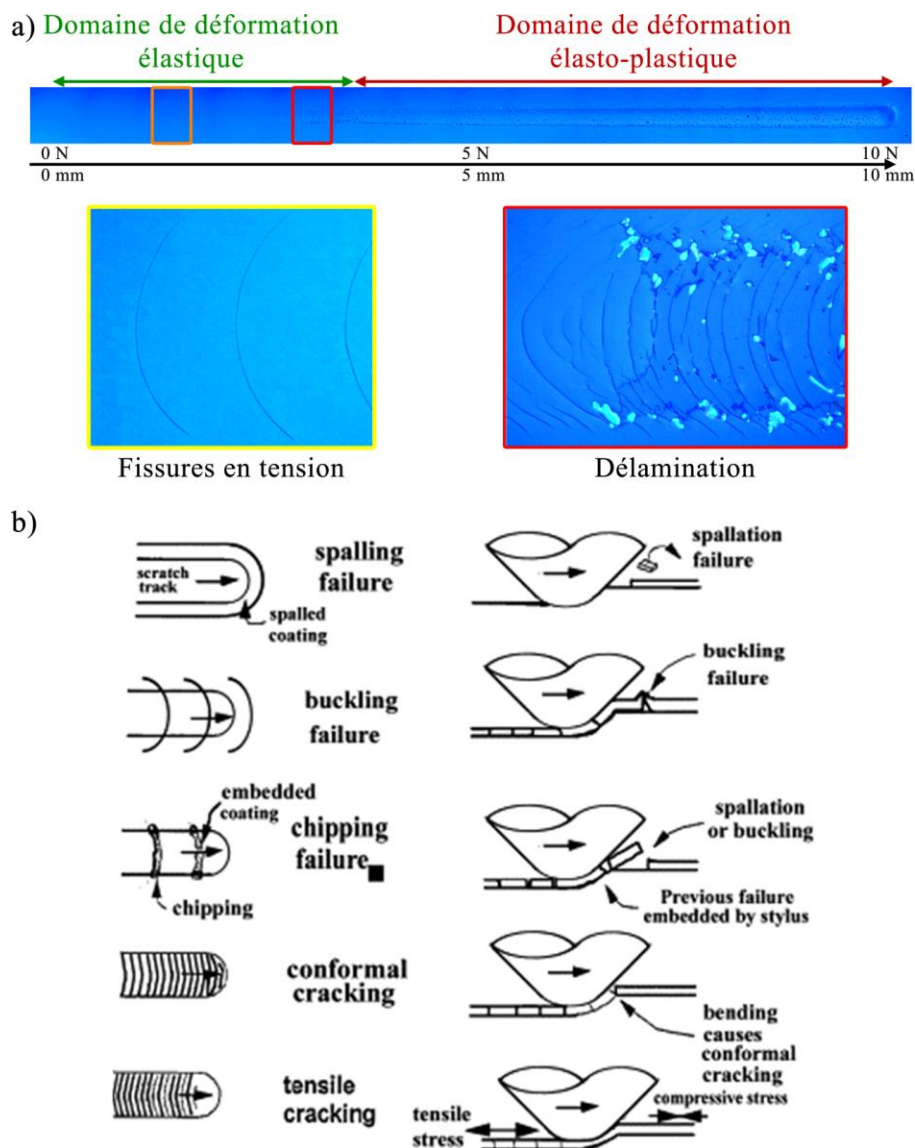 a)
Domaine de déformation
élastique
Domaine de déformation
élasto-plastique
0 N
5 N
10 N
0 mm
5 mm
10 mm
Fissures en tension
Délamination
b)
scratch
track
spalled
coating
spalling
failure
spallation
failure
buckling
failure
buckling
failure
embedded
coating
chipping
chipping
failure
spallation
or buckling
Previous failure
embedded by stylus
conformal
cracking
bending
causes
conformal
cracking
tensile
cracking
tensile
stress
compressive stress